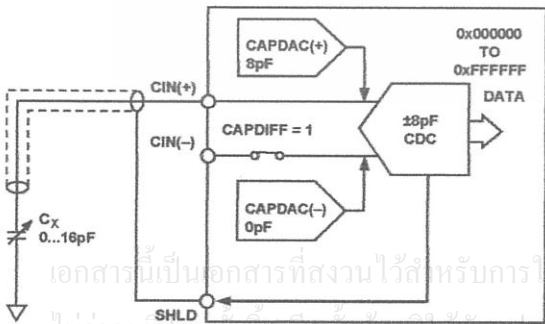 CAPDAC(+)
8pF
0x000000
TO
0xFFFFFF
DATA
CIN(+)
CIN(–)
CAPDIFF = 1
±8pF
CDC
CAPDAC(–)
0pF
CX
0...16pF
เอกสารนี้เป็นเอกสารที่สงวนไว้สำหรับการใ
SHLD